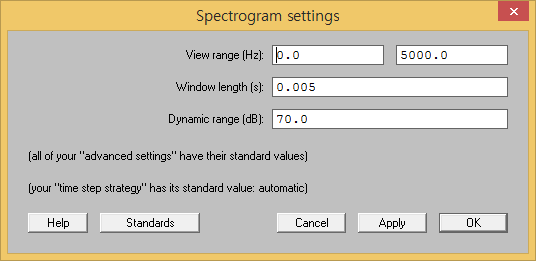 Spectrogram settings
View range (Hz): 0.0 5000.0
Window length (s): 0.005
Dynamic range (dB): 70.0
(all of your "advanced settings" have their standard values)
(your "time step strategy" has its standard value: automatic)
Help Standards Cancel Apply OK